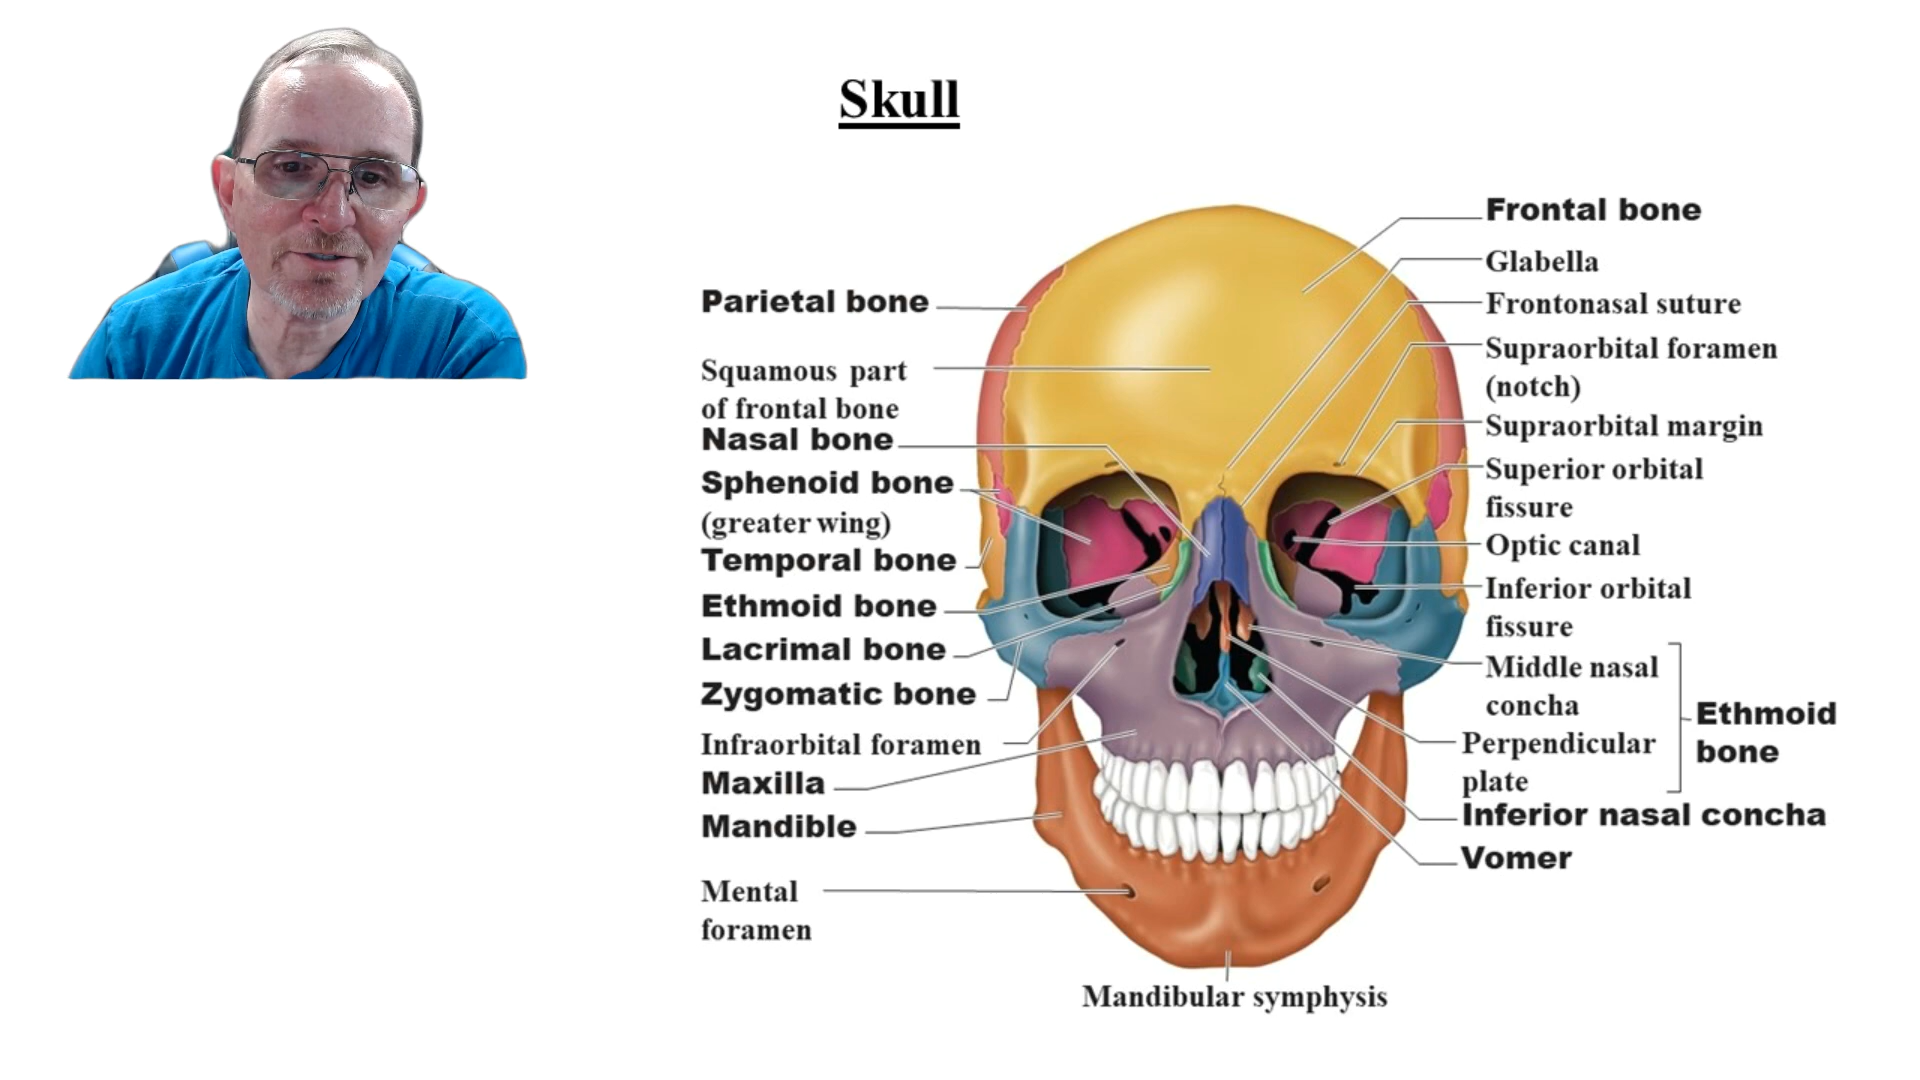 Skull
Parietal bone
Squamous part
of frontal bone
Nasal bone
Sphenoid bone
(greater wing)
Temporal bone
Ethmoid bone
Lacrimal bone
Zygomatic bone
Infraorbital foramen
Maxilla
Mandible
Mental
foramen
Mandibular symphysis
Frontal bone
Glabella
Frontonasal suture
Supraorbital foramen
(notch)
Supraorbital margin
Superior orbital
fissure
Optic canal
Inferior orbital
fissure
Middle nasal
concha
Perpendicular
plate
Ethmoid
bone
Inferior nasal concha
Vomer